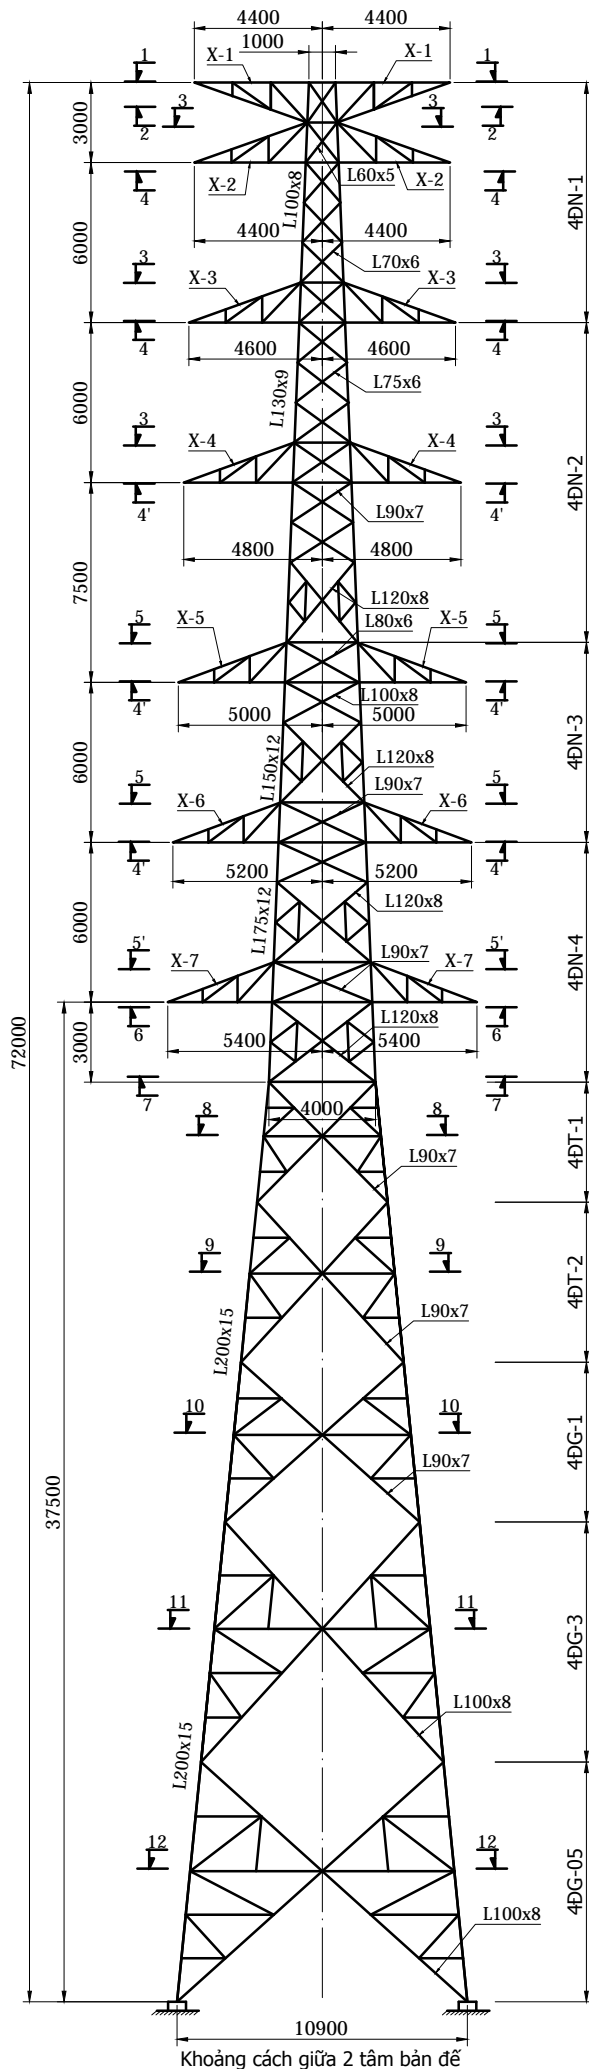 4400 4400
1000
X-1 X-1
1 1
3000
2 3 3 2
X-2 L60x5 X-2
L100x8
4 4
4400 4400
4ĐN-1
6000
L70x6
3 3
X-3 X-3
4 4
4600 4600
L130x9
L75x6
6000
3 3
X-4 X-4
4' 4'
L90x7
4800 4800
4ĐN-2
7500
L120x8
5 X-5 L80x6 X-5 5
4' L100x8 4'
5000 5000
4ĐN-3
6000
L150x12
L120x8
L90x7
5 5
X-6 X-6
4' 4'
5200 5200
L175x12
L120x8
6000
4ĐN-4
5' X-7 L90x7 X-7 5'
6 6
5400 L120x8 5400
3000
72000
7 7
4000
8 8
4ĐT-1
L90x7
9 9
4ĐT-2
L90x7
L200x15
10 10
4ĐG-1
L90x7
37500
11 11
4ĐG-3
L100x8
L200x15
12 12
4ĐG-05
L100x8
10900
Khoảng cách giữa 2 tâm bản đế